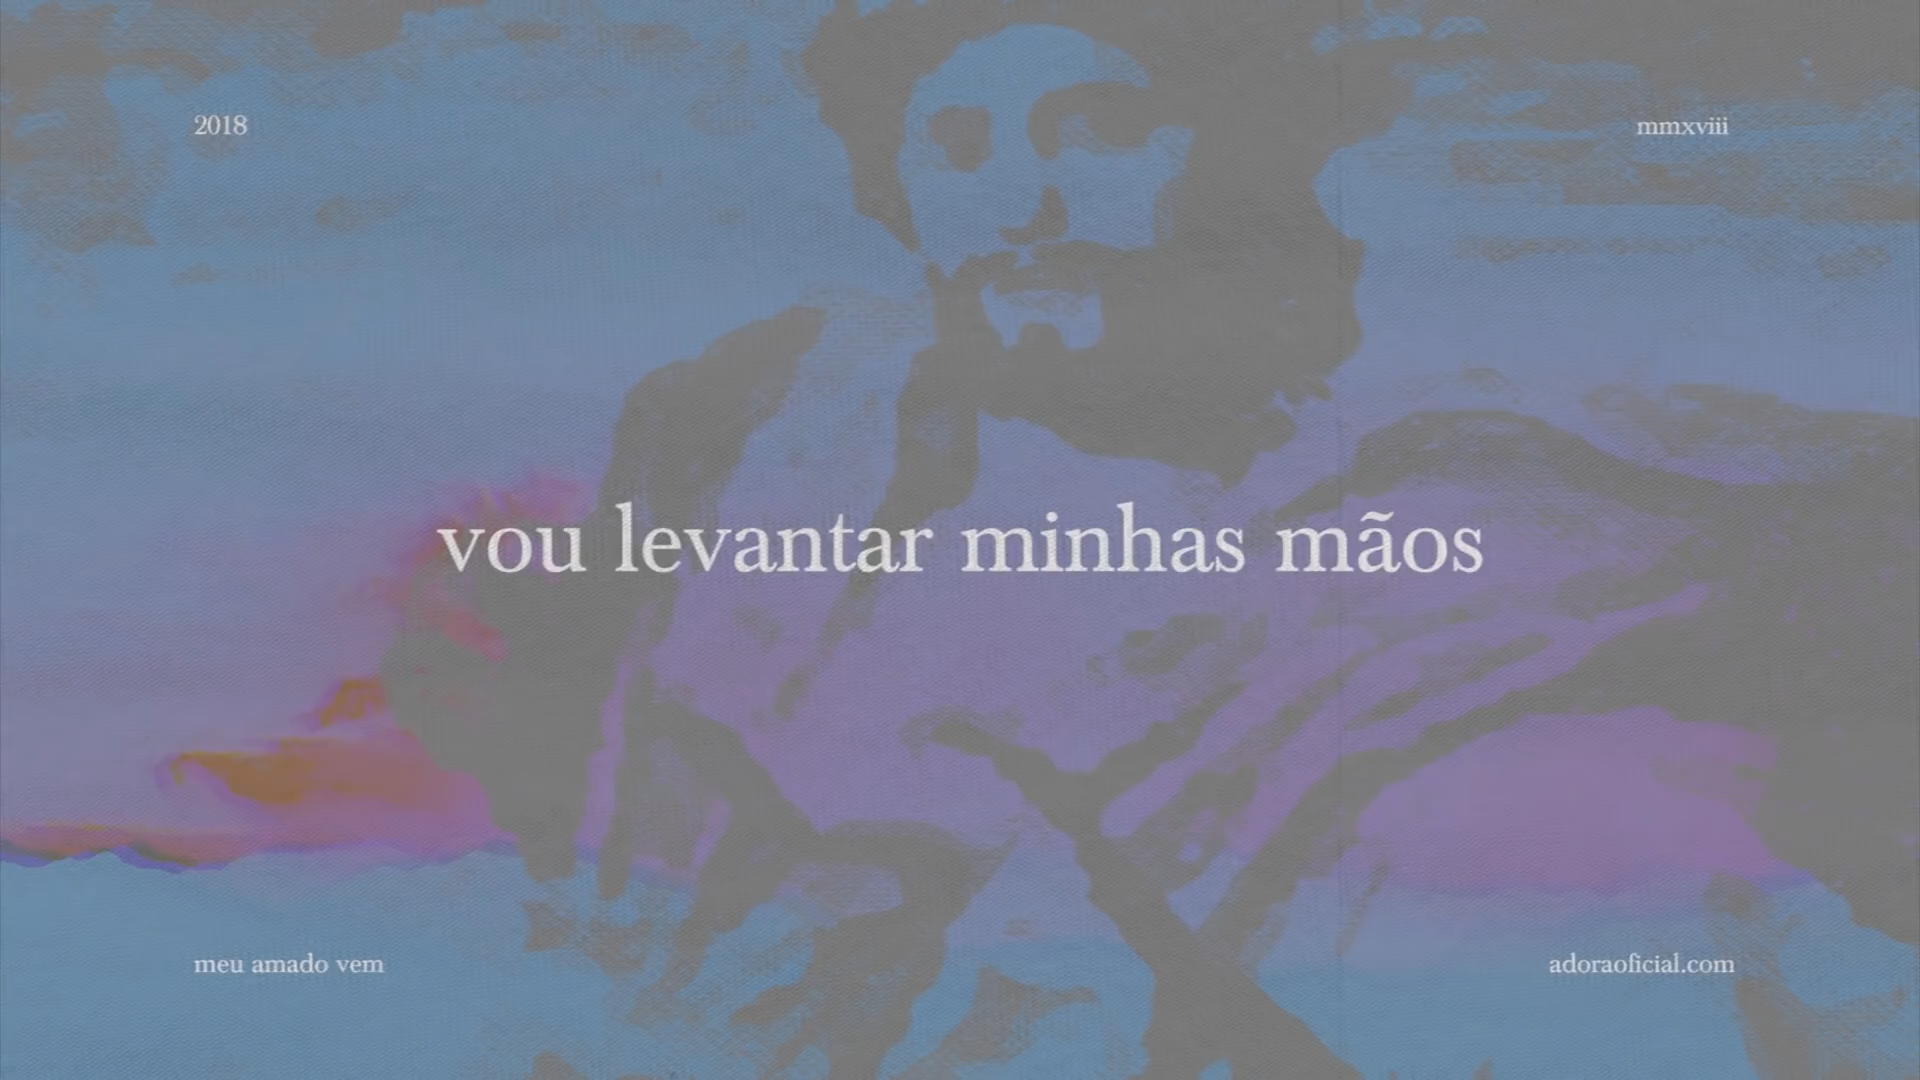 2018
mmxviii
vou levantar minhas mãos
meu amado vem
adoraoficial.com